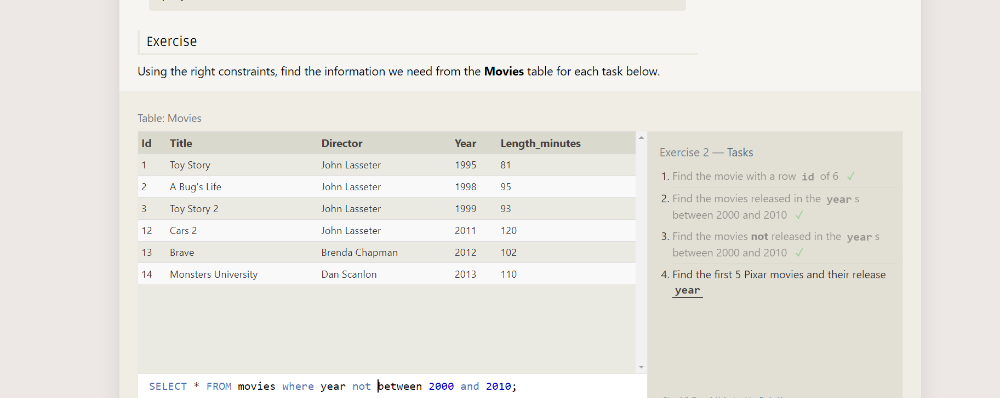 Exercise
Using the right constraints, find the information we need from the Movies table for each task below.
Table: Movies
Id Title Director Year Length_minutes
1 Toy Story John Lasseter 1995 81
2 A Bug's Life John Lasseter 1998 95
3 Toy Story 2 John Lasseter 1999 93
12 Cars 2 John Lasseter 2011 120
13 Brave Brenda Chapman 2012 102
14 Monsters University Dan Scanlon 2013 110
SELECT * FROM movies where year not between 2000 and 2010;
Exercise 2 — Tasks
1. Find the movie with a row id of 6 ✓
2. Find the movies released in the year s
between 2000 and 2010 ✓
3. Find the movies not released in the year s
between 2000 and 2010 ✓
4. Find the first 5 Pixar movies and their release
year